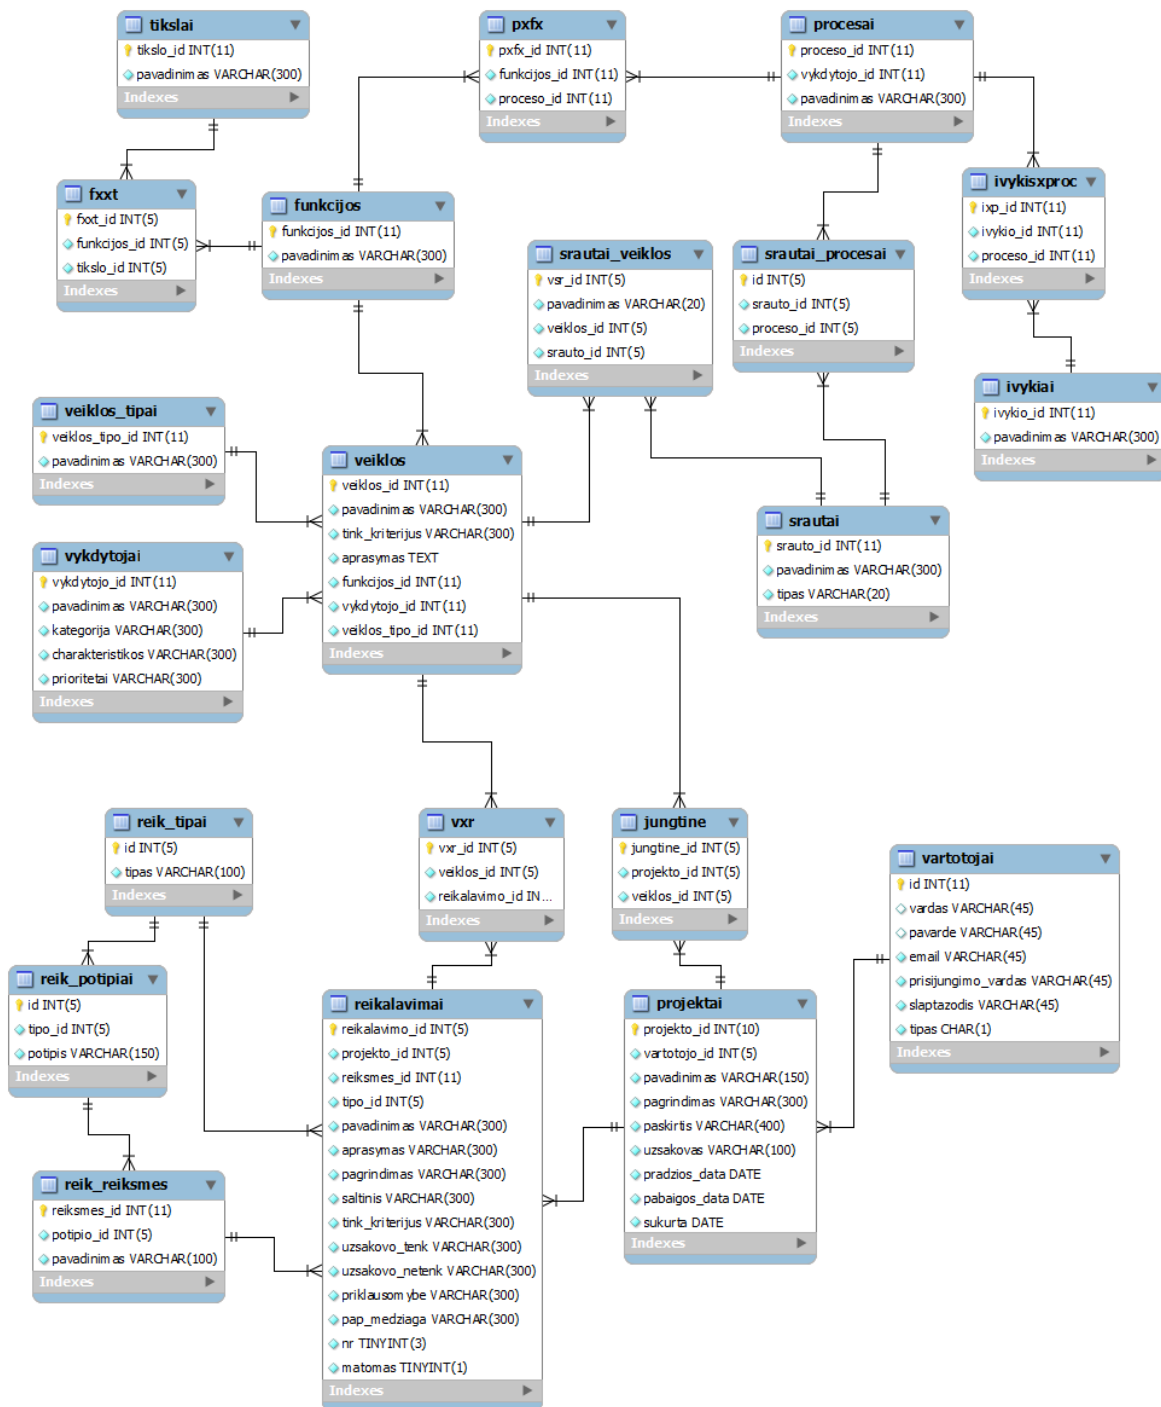 tikslai
tikslo_id INT(11)
pavadinimas VARCHAR(300)
Indexes
pxfx
pxfx_id INT(11)
funkcijos_id INT(11)
proceso_id INT(11)
Indexes
procesai
proceso_id INT(11)
vykdytojo_id INT(11)
pavadinimas VARCHAR(300)
Indexes
fxxt
fxxt_id INT(5)
funkcijos_id INT(5)
tikslo_id INT(5)
Indexes
funkcijos
funkcijos_id INT(11)
pavadinimas VARCHAR(300)
Indexes
ivykisxproc
ixp_id INT(11)
ivykio_id INT(11)
proceso_id INT(11)
Indexes
srautai_veiklos
vsr_id INT(5)
pavadinimas VARCHAR(20)
veiklos_id INT(5)
srauto_id INT(5)
Indexes
srautai_procesai
id INT(5)
srauto_id INT(5)
proceso_id INT(5)
Indexes
ivykiai
ivykio_id INT(11)
pavadinimas VARCHAR(300)
Indexes
veiklos_tipai
veiklos_tipo_id INT(11)
pavadinimas VARCHAR(300)
Indexes
veiklos
veiklos_id INT(11)
pavadinimas VARCHAR(300)
tink_kriterijus VARCHAR(300)
aprasymas TEXT
funkcijos_id INT(11)
vykdytojo_id INT(11)
veiklos_tipo_id INT(11)
Indexes
srautai
srauto_id INT(11)
pavadinimas VARCHAR(300)
tipas VARCHAR(20)
Indexes
vykdytojai
vykdytojo_id INT(11)
pavadinimas VARCHAR(300)
kategorija VARCHAR(300)
charakteristikos VARCHAR(300)
prioritetai VARCHAR(300)
Indexes
reik_tipai
id INT(5)
tipas VARCHAR(100)
Indexes
vxr
vxr_id INT(5)
veiklos_id INT(5)
reikalavimo_id IN...
Indexes
jungtine
jungtine_id INT(5)
projekto_id INT(5)
veiklos_id INT(5)
Indexes
vartotojai
id INT(11)
vardas VARCHAR(45)
pavarde VARCHAR(45)
email VARCHAR(45)
prisijungimo_vardas VARCHAR(45)
slaptazodis VARCHAR(45)
tipas CHAR(1)
Indexes
reik_potipiai
id INT(5)
tipo_id INT(5)
potipis VARCHAR(150)
Indexes
reikalavimai
reikalavimo_id INT(5)
projekto_id INT(5)
reiksmes_id INT(11)
tipo_id INT(5)
pavadinimas VARCHAR(300)
aprasymas VARCHAR(300)
pagrindimas VARCHAR(300)
saltinis VARCHAR(300)
tink_kriterijus VARCHAR(300)
uzsakovo_tenk VARCHAR(300)
uzsakovo_netenk VARCHAR(300)
priklausomybe VARCHAR(300)
pap_medziaga VARCHAR(300)
nr TINYINT(3)
matomas TINYINT(1)
Indexes
projektai
projekto_id INT(10)
vartotojo_id INT(5)
pavadinimas VARCHAR(150)
pagrindimas VARCHAR(300)
paskirtis VARCHAR(400)
uzsakovas VARCHAR(100)
pradzios_data DATE
pabaigos_data DATE
sukurta DATE
Indexes
reik_reiksmes
reiksmes_id INT(11)
potipio_id INT(5)
pavadinimas VARCHAR(100)
Indexes